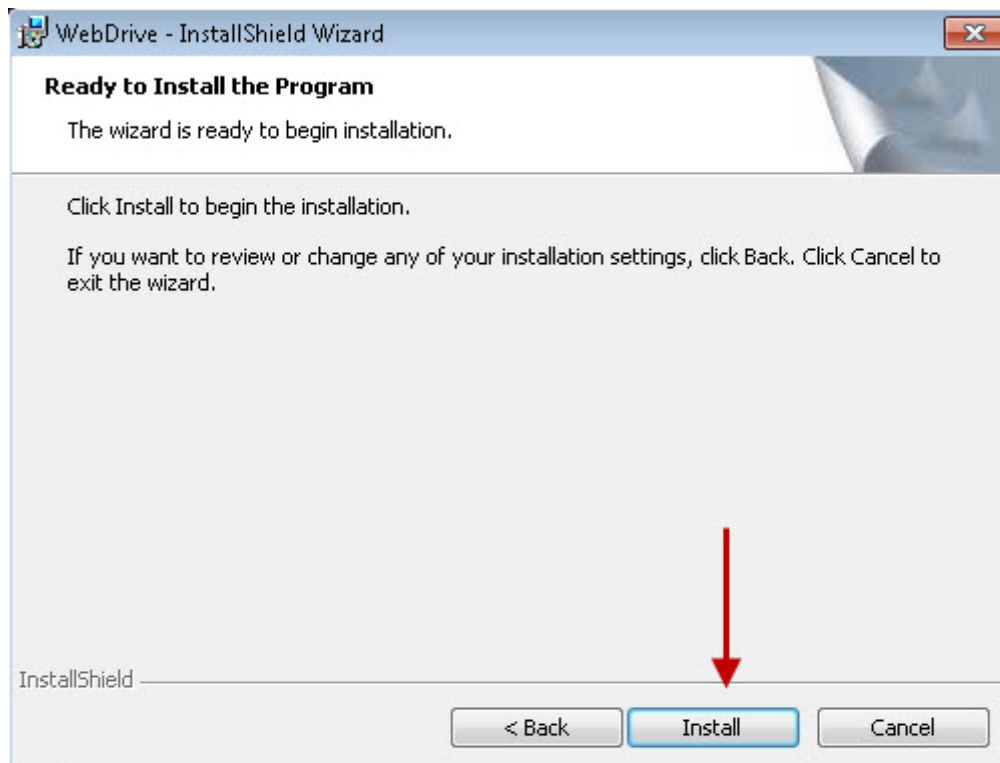 WebDrive - InstallShield Wizard
Ready to Install the Program
The wizard is ready to begin installation.
Click Install to begin the installation.
If you want to review or change any of your installation settings, click Back. Click Cancel to
exit the wizard.
InstallShield
< Back
Install
Cancel